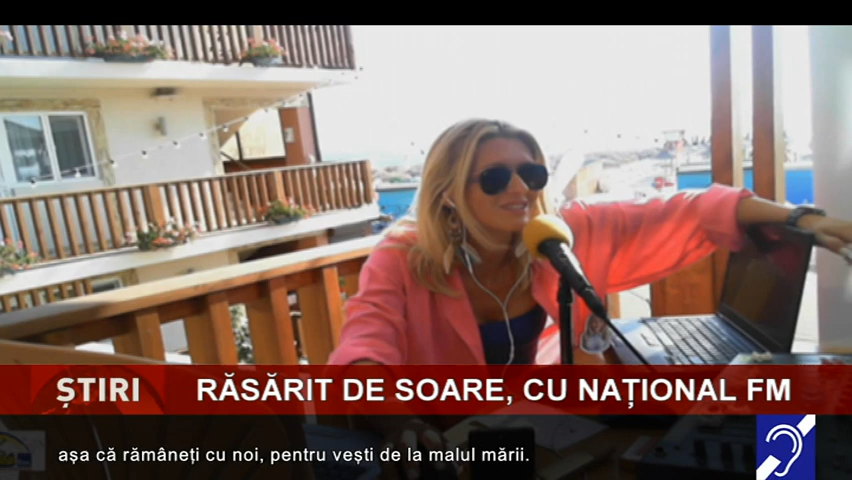 ȘTIRI
RĂSĂRIT DE SOARE, CU NAȚIONAL FM
așa că rămâneți cu noi, pentru vești de la malul mării.